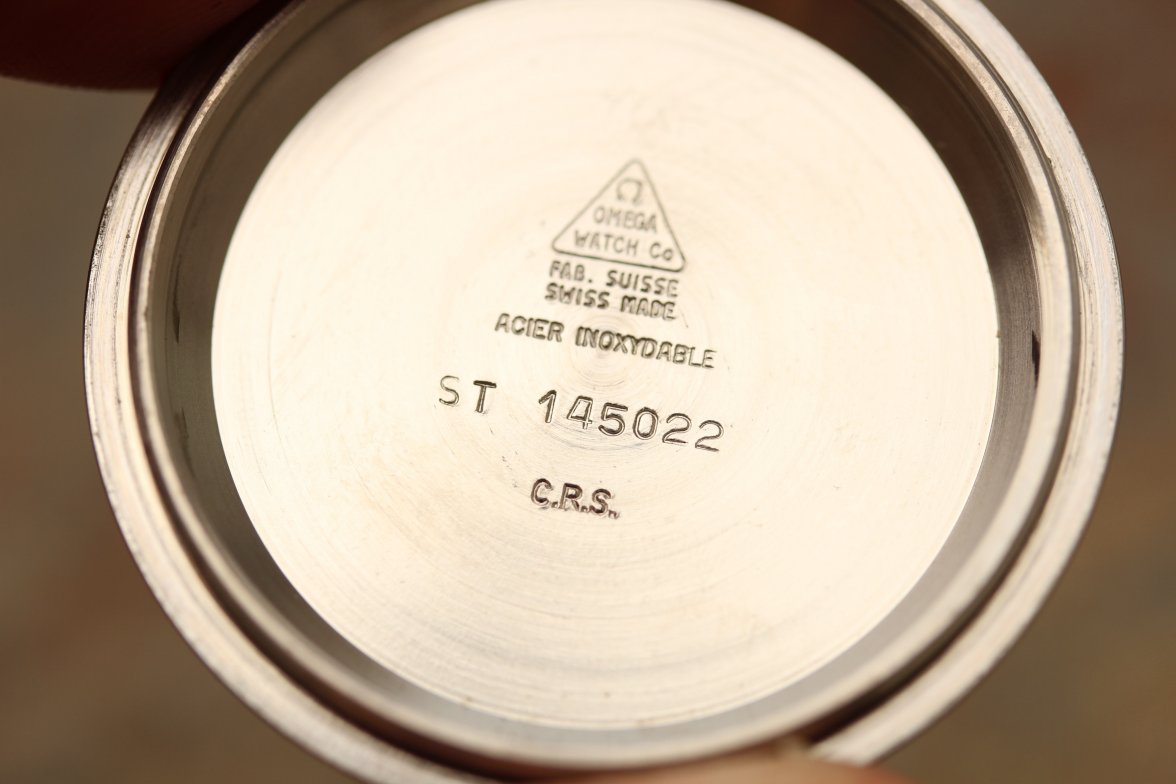 Ω
OMEGA
WATCH Co
FAB. SUISSE
SWISS MADE
ACIER INOXYDABLE
ST 145022
C.R.S.